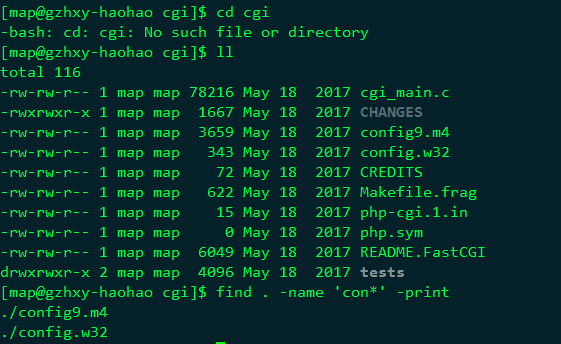 [map@gzhxy-haohao cgi]$ cd cgi
-bash: cd: cgi: No such file or directory
[map@gzhxy-haohao cgi]$ ll
total 116
-rw-rw-r-- 1 map map 78216 May 18  2017 cgi_main.c
-rwxrwxr-x 1 map map  1667 May 18  2017 CHANGES
-rw-rw-r-- 1 map map  3659 May 18  2017 config9.m4
-rw-rw-r-- 1 map map   343 May 18  2017 config.w32
-rw-rw-r-- 1 map map    72 May 18  2017 CREDITS
-rw-rw-r-- 1 map map   622 May 18  2017 Makefile.frag
-rw-rw-r-- 1 map map    15 May 18  2017 php-cgi.1.in
-rw-rw-r-- 1 map map     0 May 18  2017 php.sym
-rw-rw-r-- 1 map map  6049 May 18  2017 README.FastCGI
drwxrwxr-x 2 map map  4096 May 18  2017 tests
[map@gzhxy-haohao cgi]$ find . -name 'con*' -print
./config9.m4
./config.w32